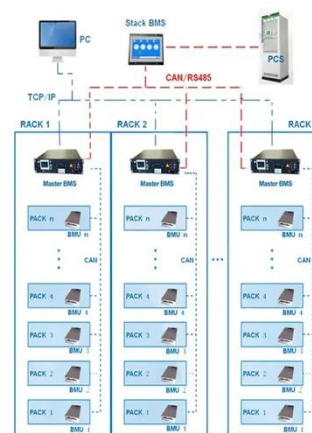 PC
Stack BMS
PCS
CAN/RS485
TCP/IP
RACK 1
RACK 2
RACK
Master BMS
Master BMS
Master BMS
PACK n
BMU n
PACK n
BMU n
PACK n
BMU n
CAN
CAN
CAN
PACK 4
BMU 4
PACK 4
BMU 4
PACK 4
BMU 4
PACK 3
BMU 3
PACK 3
BMU 3
PACK 3
BMU 3
PACK 2
BMU 2
PACK 2
BMU 2
PACK 2
BMU 2
PACK 1
BMU 1
PACK 1
BMU 1
PACK 1
BMU 1